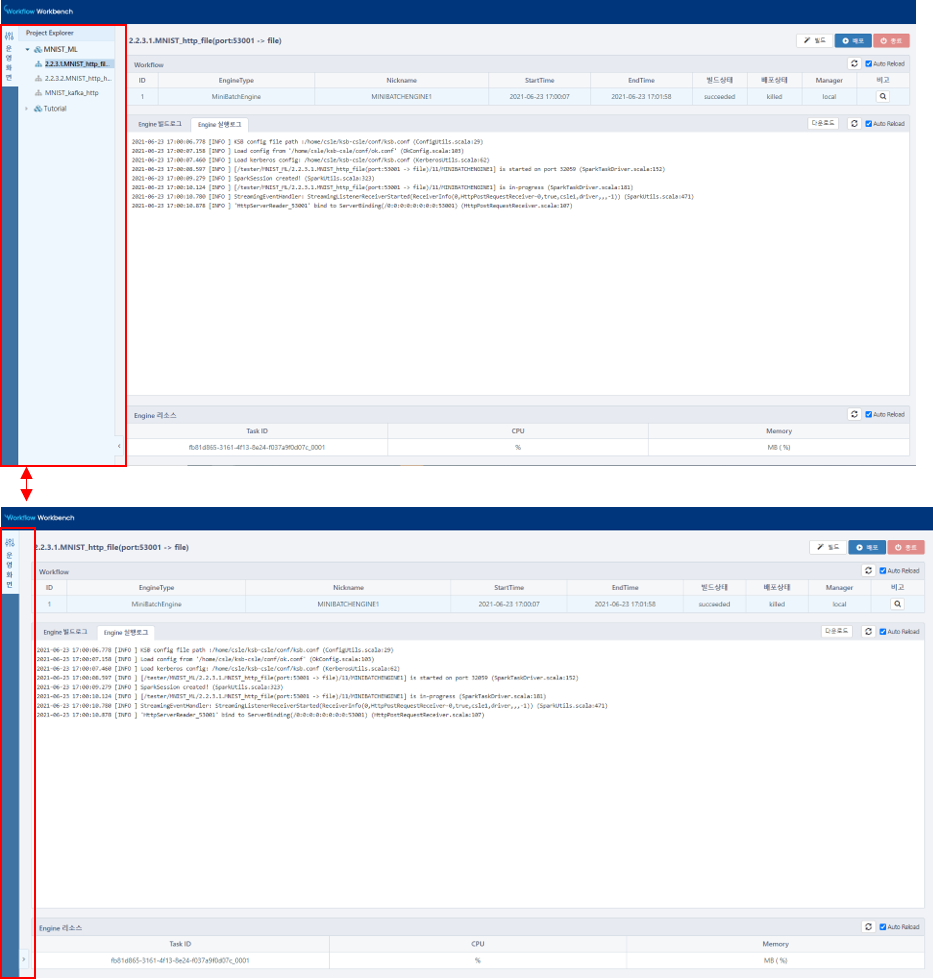 Workflow Workbench
운
영
화
면
Project Explorer
MNIST_ML
2.2.3.1.MNIST_http_fil..
2.2.3.2.MNIST_http_h...
MNIST_kafka_http
Tutorial
2.2.3.1.MNIST_http_file(port:53001 -> file)
빌드 배포 종료
Workflow Auto Reload
ID EngineType Nickname StartTime EndTime 빌드상태 배포상태 Manager 비고
1 MiniBatchEngine MINIBATCHENGINE1 2021-06-23 17:00:07 2021-06-23 17:01:58 succeeded killed local
Engine 빌드로그 Engine 실행로그 다운로드 Auto Reload
2021-06-23 17:00:06.778 [INFO ] KSB config file path :/home/csle/ksb-csle/conf/ksb.conf (ConfigUtils.scala:29)
2021-06-23 17:00:07.158 [INFO ] Load config from '/home/csle/ksb-csle/conf/ok.conf' (OkConfig.scala:103)
2021-06-23 17:00:07.460 [INFO ] Load kerberos config: /home/csle/ksb-csle/conf/ksb.conf (KerberosUtils.scala:62)
2021-06-23 17:00:08.597 [INFO ] [/tester/MNIST_ML/2.2.3.1.MNIST_http_file(port:53001 -> file)/11/MINIBATCHENGINE1] is started on port 32059 (SparkTaskDriver.scala:152)
2021-06-23 17:00:09.279 [INFO ] SparkSession created! (SparkUtils.scala:323)
2021-06-23 17:00:10.124 [INFO ] [/tester/MNIST_ML/2.2.3.1.MNIST_http_file(port:53001 -> file)/11/MINIBATCHENGINE1] is in-progress (SparkTaskDriver.scala:181)
2021-06-23 17:00:10.780 [INFO ] StreamingEventHandler: StreamingListenerReceiverStarted(ReceiverInfo(0,HttpPostRequestReceiver-0,true,csle1,driver,,,-1)) (SparkUtils.scala:471)
2021-06-23 17:00:10.878 [INFO ] 'HttpServerReader_53001' bind to ServerBinding(/0:0:0:0:0:0:0:0:53001) (HttpPostRequestReceiver.scala:107)
Engine 리소스 Auto Reload
Task ID CPU Memory
fb81d865-3161-4f13-8e24-f037a9f0d07c_0001 % MB ( %)
Workflow Workbench
운
영
화
면
2.2.3.1.MNIST_http_file(port:53001 -> file)
빌드 배포 종료
Workflow Auto Reload
ID EngineType Nickname StartTime EndTime 빌드상태 배포상태 Manager 비고
1 MiniBatchEngine MINIBATCHENGINE1 2021-06-23 17:00:07 2021-06-23 17:01:58 succeeded killed local
Engine 빌드로그 Engine 실행로그 다운로드 Auto Reload
2021-06-23 17:00:06.778 [INFO ] KSB config file path :/home/csle/ksb-csle/conf/ksb.conf (ConfigUtils.scala:29)
2021-06-23 17:00:07.158 [INFO ] Load config from '/home/csle/ksb-csle/conf/ok.conf' (OkConfig.scala:103)
2021-06-23 17:00:07.460 [INFO ] Load kerberos config: /home/csle/ksb-csle/conf/ksb.conf (KerberosUtils.scala:62)
2021-06-23 17:00:08.597 [INFO ] [/tester/MNIST_ML/2.2.3.1.MNIST_http_file(port:53001 -> file)/11/MINIBATCHENGINE1] is started on port 32059 (SparkTaskDriver.scala:152)
2021-06-23 17:00:09.279 [INFO ] SparkSession created! (SparkUtils.scala:323)
2021-06-23 17:00:10.124 [INFO ] [/tester/MNIST_ML/2.2.3.1.MNIST_http_file(port:53001 -> file)/11/MINIBATCHENGINE1] is in-progress (SparkTaskDriver.scala:181)
2021-06-23 17:00:10.780 [INFO ] StreamingEventHandler: StreamingListenerReceiverStarted(ReceiverInfo(0,HttpPostRequestReceiver-0,true,csle1,driver,,,-1)) (SparkUtils.scala:471)
2021-06-23 17:00:10.878 [INFO ] 'HttpServerReader_53001' bind to ServerBinding(/0:0:0:0:0:0:0:0:53001) (HttpPostRequestReceiver.scala:107)
Engine 리소스 Auto Reload
Task ID CPU Memory
fb81d865-3161-4f13-8e24-f037a9f0d07c_0001 % MB ( %)